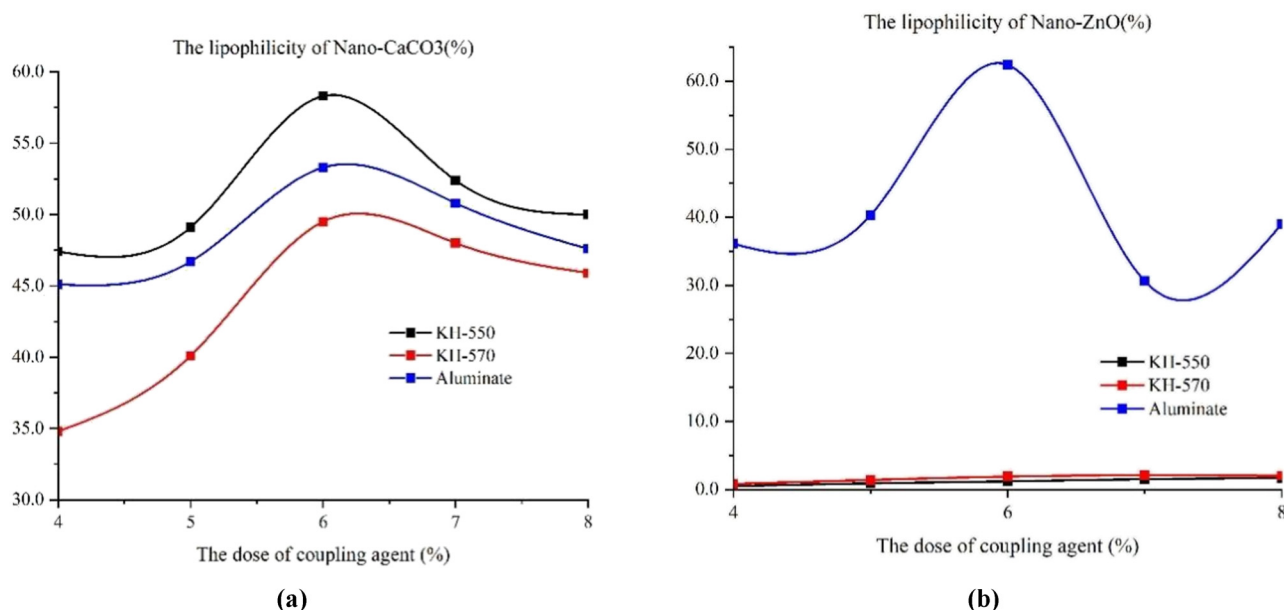 The lipophilicity of Nano-CaCO3(%)
60.0
55.0
50.0
45.0
40.0
35.0
30.0
4 5 6 7 8
KH-550
KH-570
Aluminate
The dose of coupling agent (%)
(a)
The lipophilicity of Nano-ZnO(%)
60.0
50.0
40.0
30.0
20.0
10.0
0.0
4 6 8
KH-550
KH-570
Aluminate
The dose of coupling agent (%)
(b)